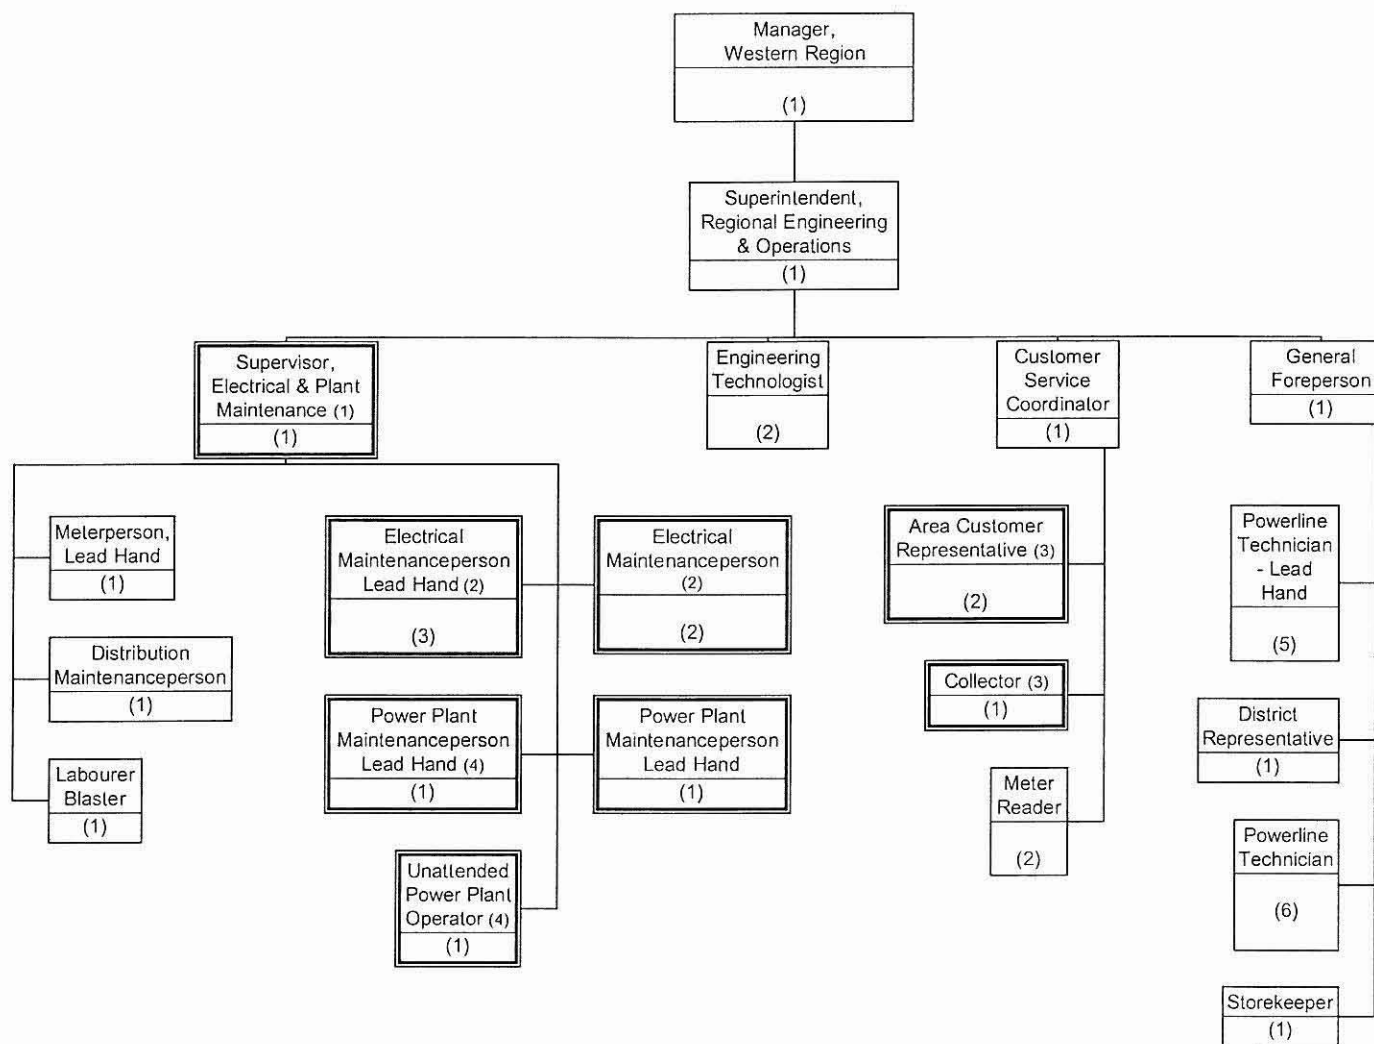 Manager,
Western Region
(1)
Superintendent,
Regional Engineering
& Operations
(1)
Supervisor,
Electrical & Plant
Maintenance (1)
(1)
Engineering
Technologist
(2)
Customer
Service
Coordinator
(1)
General
Foreperson
(1)
Meterperson,
Lead Hand
(1)
Distribution
Maintenanceperson
(1)
Labourer
Blaster
(1)
Electrical
Maintenanceperson
Lead Hand (2)
(3)
Electrical
Maintenanceperson
(2)
(2)
Power Plant
Maintenanceperson
Lead Hand (4)
(1)
Power Plant
Maintenanceperson
Lead Hand
(1)
Unattended
Power Plant
Operator (4)
(1)
Area Customer
Representative (3)
(2)
Collector (3)
(1)
Meter
Reader
(2)
Powerline
Technician
- Lead
Hand
(5)
District
Representative
(1)
Powerline
Technician
(6)
Storekeeper
(1)